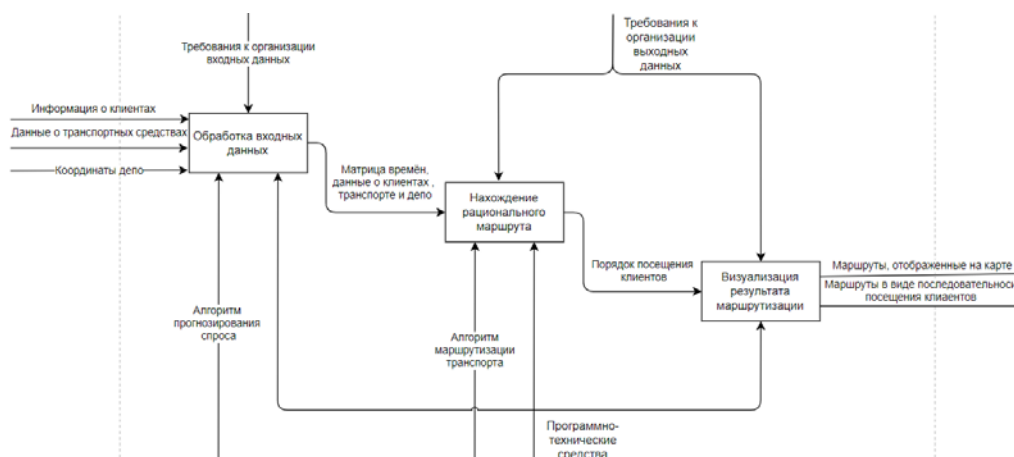 Требования к организации
входных данных
Требования к
организации
выходных
данных
Информация о клиентах
Данные о транспортных средствах
Координаты депо
Обработка входных
данных
Матрица времён,
данные о клиентах ,
транспорте и депо
Нахождение
рационального
маршрута
Порядок посещения
клиентов
Визуализация
результата
маршрутизации
Маршруты, отображенные на карте
Маршруты в виде последовательнос
посещения клиаентов
Алгоритм
прогнозирования
спроса
Алгоритм
маршрутизации
транспорта
Программно-
технические
средства